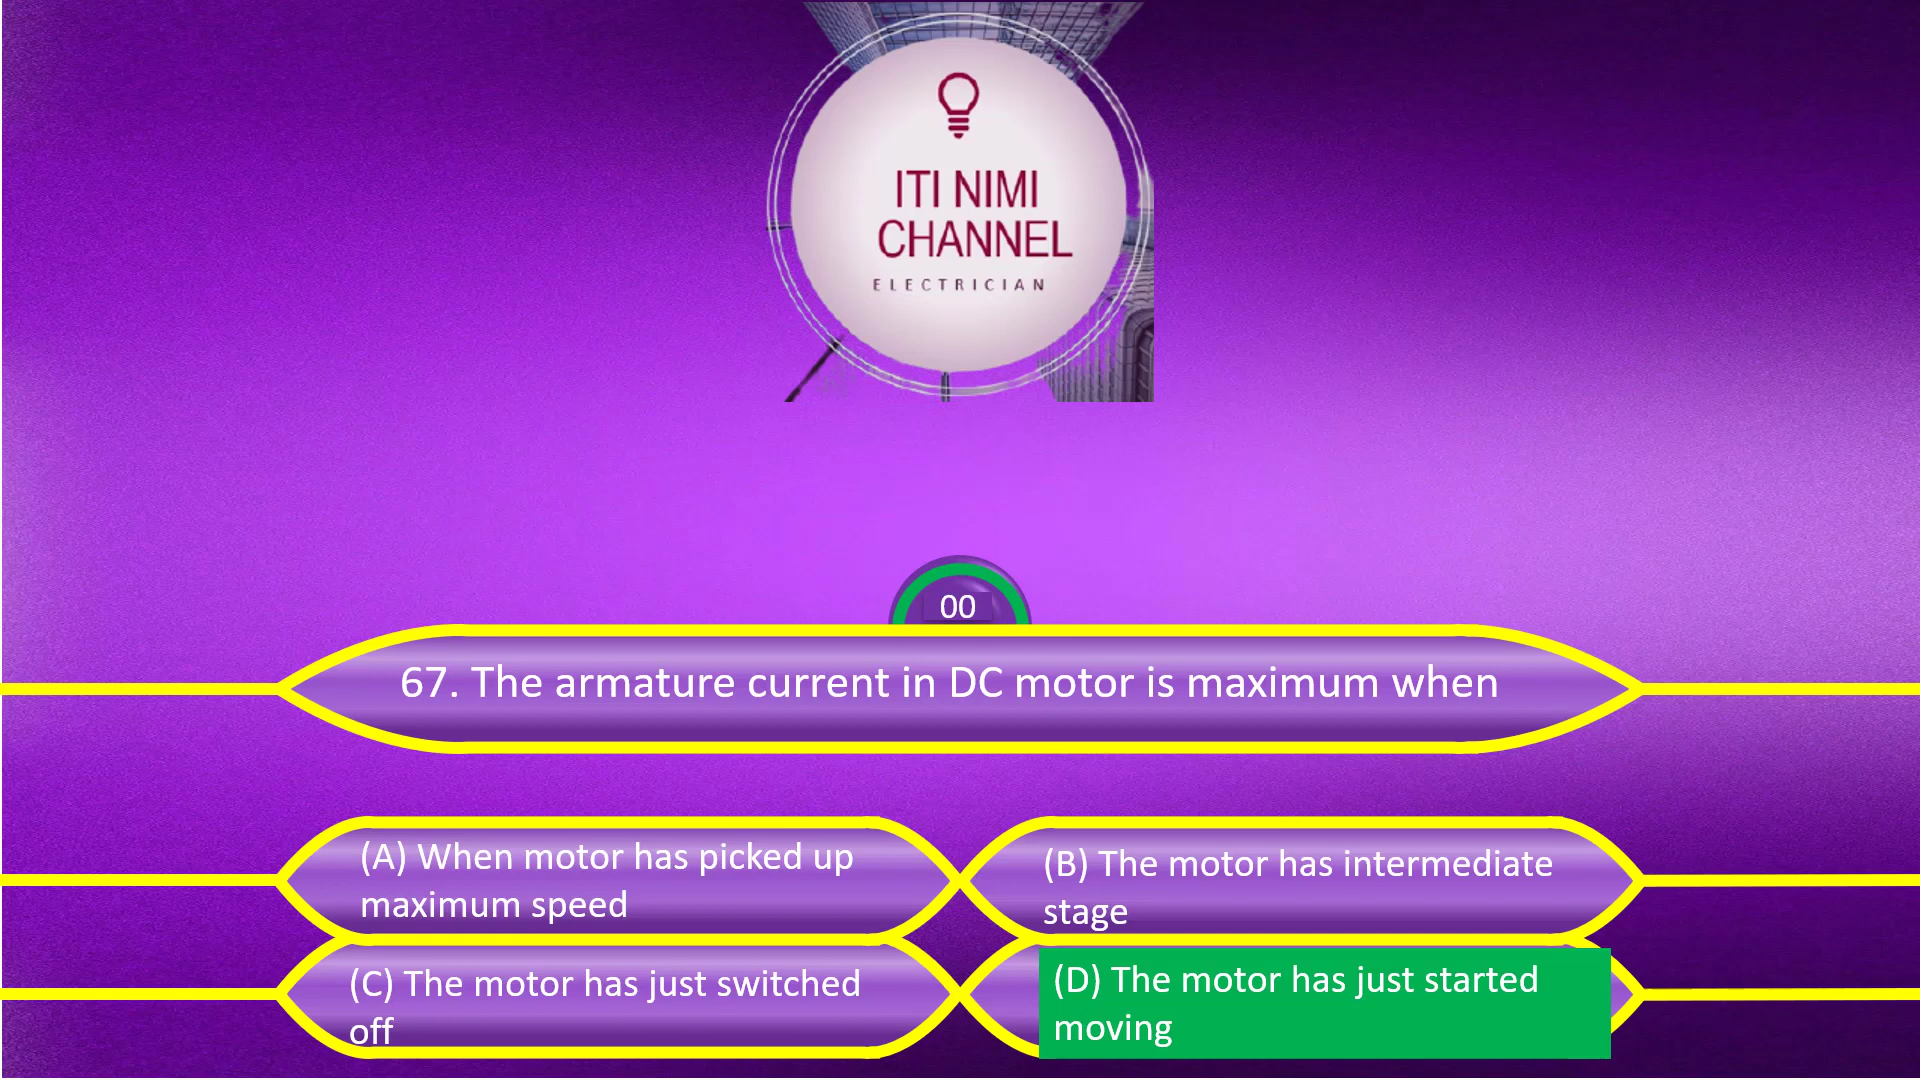 ITI NIMI
CHANNEL
ELECTRICIAN
00
67. The armature current in DC motor is maximum when
(A) When motor has picked up
maximum speed
(B) The motor has intermediate
stage
(C) The motor has just switched
off
(D) The motor has just started
moving